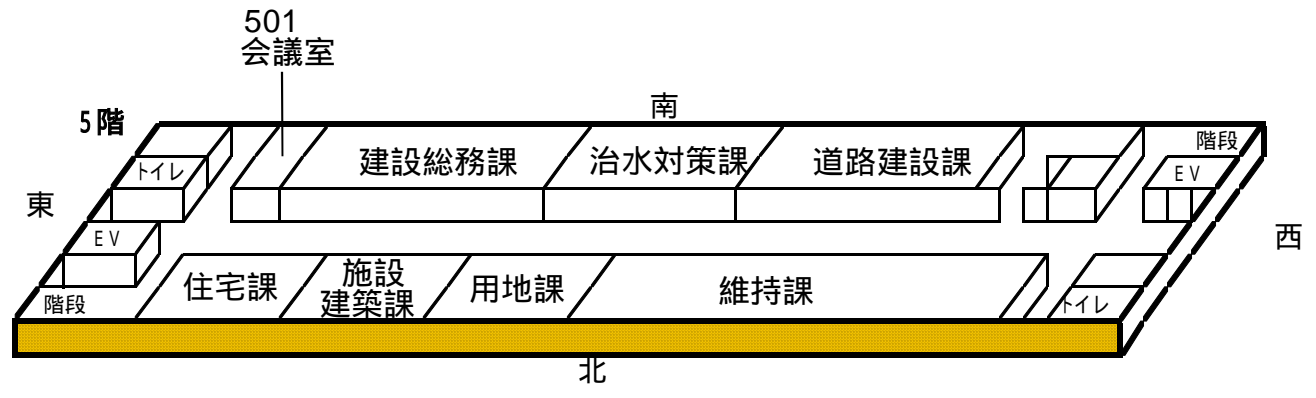 501
会議室
南
5階
階段
建設総務課
治水対策課
道路建設課
トイレ
EV
東
西
EV
住宅課
施設
建築課
用地課
維持課
階段
トイレ
北